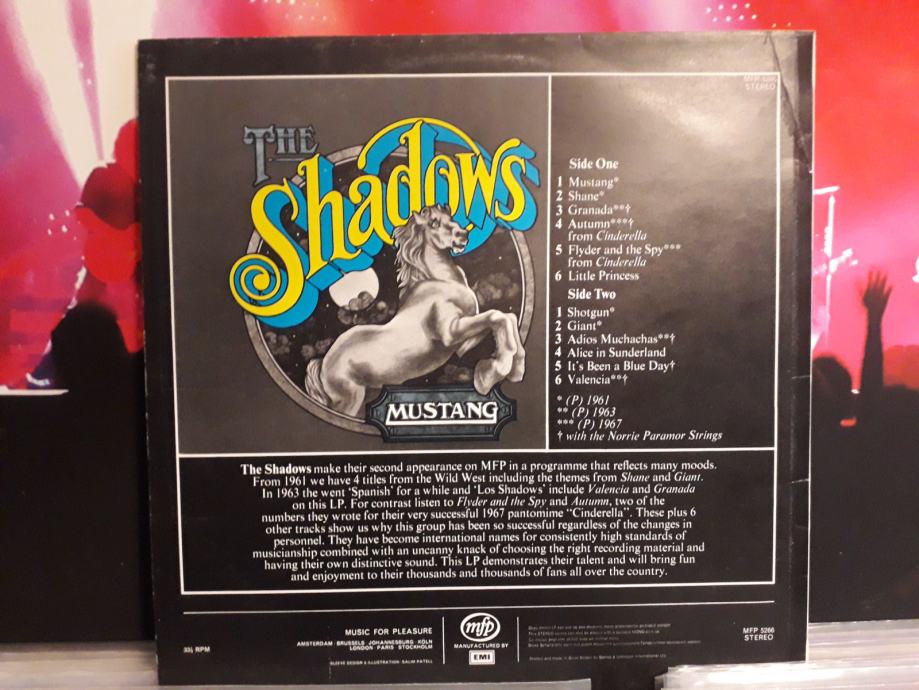 THE
Shadows
MUSTANG
STEREO
Side One
1 Mustang*
2 Shane*
3 Granada**†
4 Autumn***†
from Cinderella
5 Flyder and the Spy***
from Cinderella
6 Little Princess
Side Two
1 Shotgun*
2 Giant*
3 Adios Muchachas**†
4 Alice in Sunderland
5 It's Been a Blue Day†
6 Valencia**†
* (P) 1961
** (P) 1963
*** (P) 1967
† with the Norrie Paramor Strings
The Shadows make their second appearance on MFP in a programme that reflects many moods.
From 1961 we have 4 titles from the Wild West including the themes from Shane and Giant.
In 1963 the went 'Spanish' for a while and 'Los Shadows' include Valencia and Granada
on this LP. For contrast listen to Flyder and the Spy and Autumn, two of the
numbers they wrote for their very successful 1967 pantomime "Cinderella". These plus 6
other tracks show us why this group has been so successful regardless of the changes in
personnel. They have become international names for consistently high standards of
musicianship combined with an uncanny knack of choosing the right recording material and
having their own distinctive sound. This LP demonstrates their talent and will bring fun
and enjoyment to their thousands and thousands of fans all over the country.
33⅓ RPM
MUSIC FOR PLEASURE
AMSTERDAM BRUSSELS JOHANNESBURG KÖLN
LONDON PARIS STOCKHOLM
SLEEVE DESIGN & ILLUSTRATION: SALIM PATELL
mfp
MANUFACTURED BY
EMI
MFP 5266
STEREO